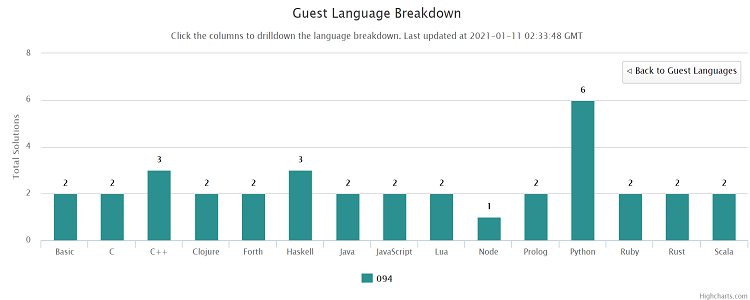 Guest Language Breakdown
Click the columns to drilldown the language breakdown. Last updated at 2021-01-11 02:33:48 GMT
◁ Back to Guest Languages
Total Solutions
8
6
4
2
0
2 2 3 2 2 3 2 2 2 1 2 6 2 2 2
Basic C C++ Clojure Forth Haskell Java JavaScript Lua Node Prolog Python Ruby Rust Scala
094
Highcharts.com